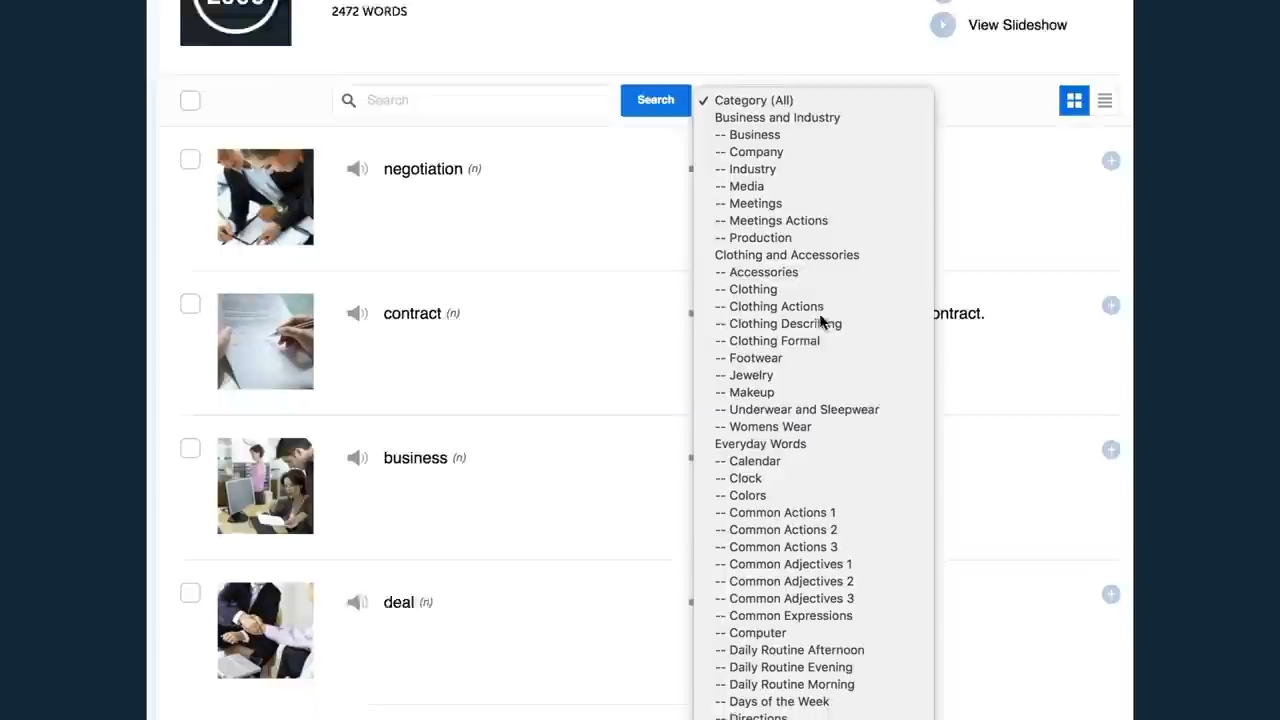 2472 WORDS
View Slideshow
Search
Search
✓ Category (All)
Business and Industry
-- Business
-- Company
-- Industry
-- Media
-- Meetings
-- Meetings Actions
-- Production
Clothing and Accessories
-- Accessories
-- Clothing
-- Clothing Actions
-- Clothing Describing
-- Clothing Formal
-- Footwear
-- Jewelry
-- Makeup
-- Underwear and Sleepwear
-- Womens Wear
Everyday Words
-- Calendar
-- Clock
-- Colors
-- Common Actions 1
-- Common Actions 2
-- Common Actions 3
-- Common Adjectives 1
-- Common Adjectives 2
-- Common Adjectives 3
-- Common Expressions
-- Computer
-- Daily Routine Afternoon
-- Daily Routine Evening
-- Daily Routine Morning
-- Days of the Week
-- Directions
negotiation (n)
contract (n)
ontract.
business (n)
deal (n)